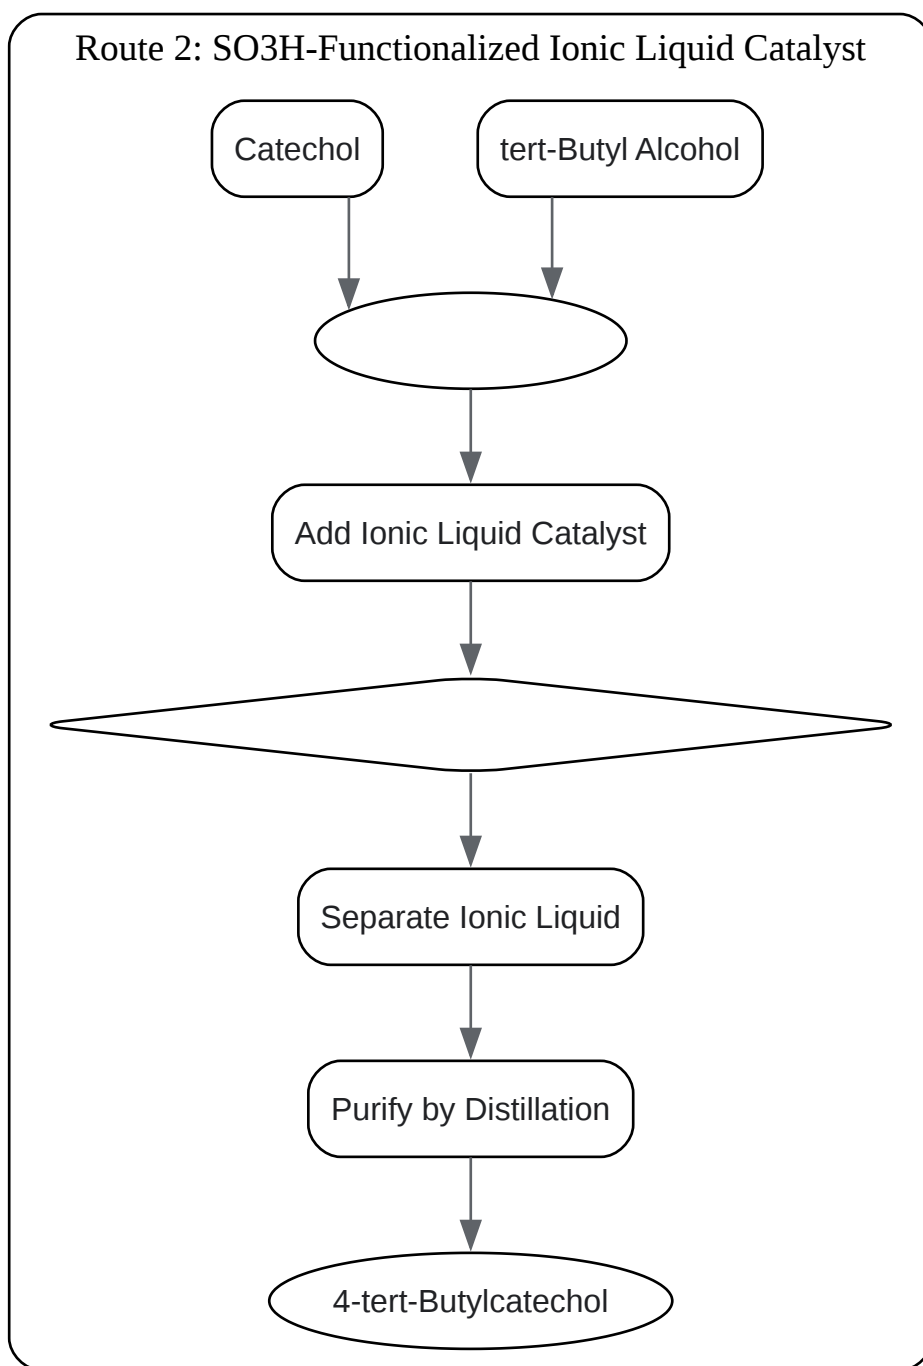 Route 2: SO3H-Functionalized Ionic Liquid Catalyst
Catechol
tert-Butyl Alcohol
Add Ionic Liquid Catalyst
Separate Ionic Liquid
Purify by Distillation
4-tert-Butylcatechol